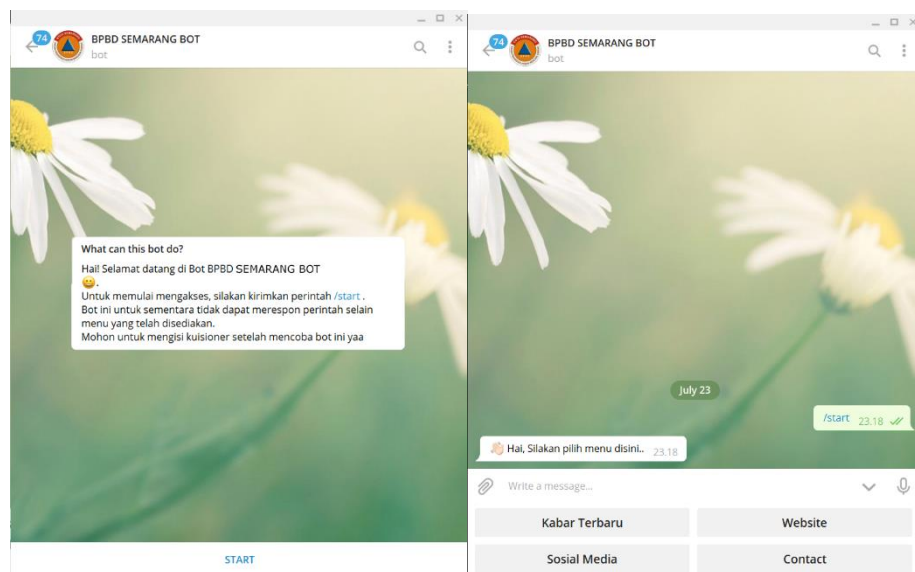 74
BPBD SEMARANG BOT
bot
What can this bot do?
Hai! Selamat datang di Bot BPBD SEMARANG BOT
😀.
Untuk memulai mengakses, silakan kirimkan perintah /start .
Bot ini untuk sementara tidak dapat merespon perintah selain
menu yang telah disediakan.
Mohon untuk mengisi kuisioner setelah mencoba bot ini yaa
START
74
BPBD SEMARANG BOT
bot
July 23
/start 23.18
👋🏻 Hai, Silakan pilih menu disini.. 23.18
Write a message...
Kabar Terbaru
Website
Sosial Media
Contact